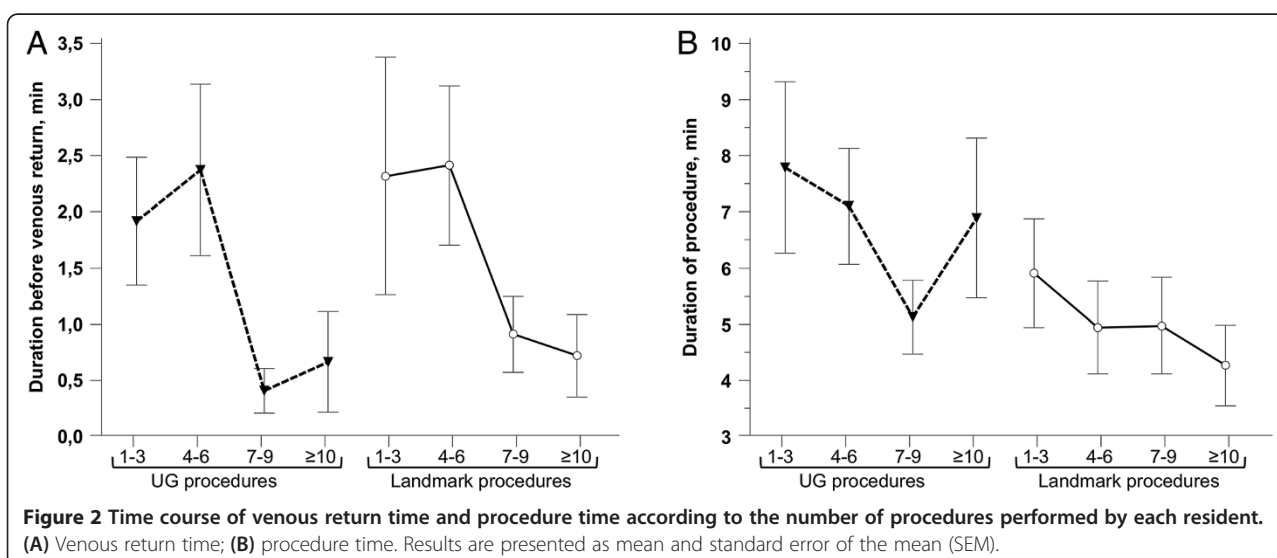 A
Duration before venous return, min
3,5
3,0
2,5
2,0
1,5
1,0
0,5
0,0
1-3 4-6 7-9 ≥10 1-3 4-6 7-9 ≥10
UG procedures Landmark procedures
B
Duration of procedure, min
10
9
8
7
6
5
4
3
1-3 4-6 7-9 ≥10 1-3 4-6 7-9 ≥10
UG procedures Landmark procedures
Figure 2 Time course of venous return time and procedure time according to the number of procedures performed by each resident.
(A) Venous return time; (B) procedure time. Results are presented as mean and standard error of the mean (SEM).